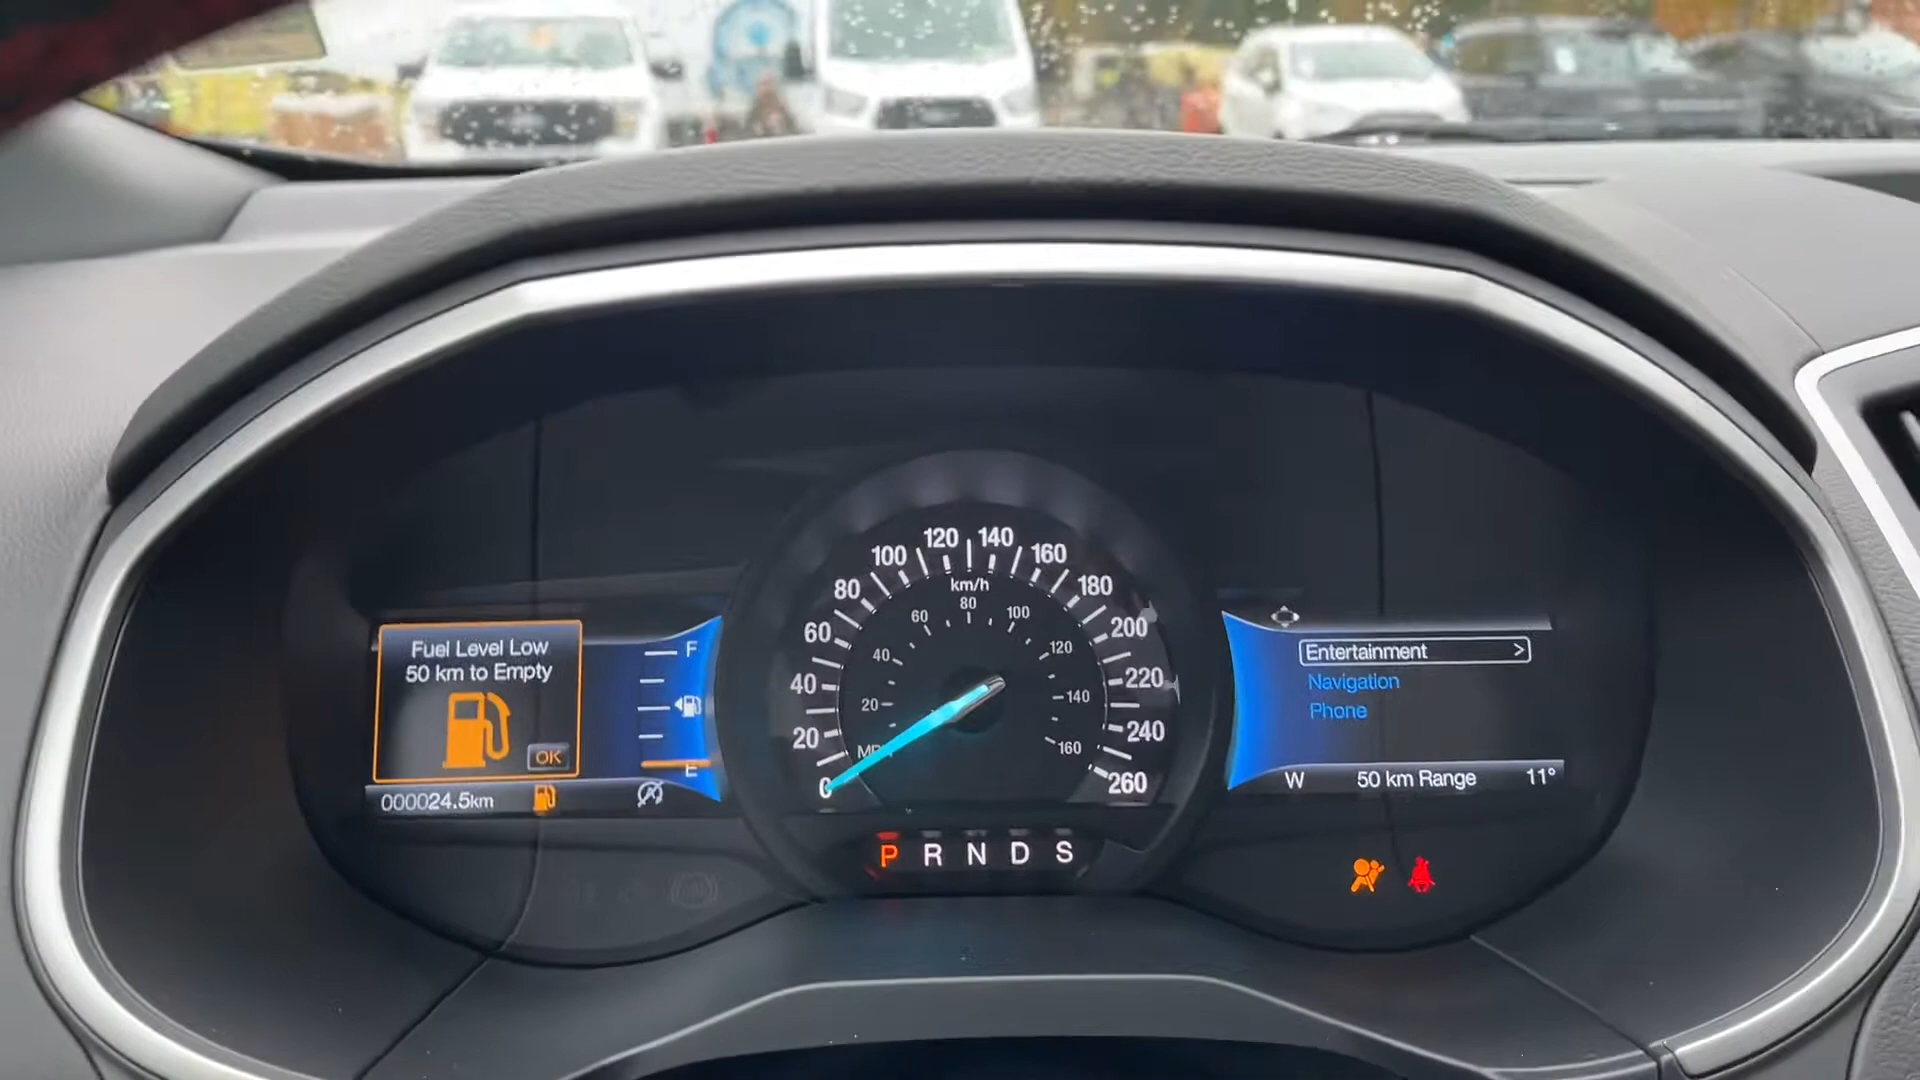 Fuel Level Low
50 km to Empty
OK
F
E
000024.5km
0
20
40
60
80
100
120
140
160
180
200
220
240
260
km/h
20
40
60
80
100
120
140
160
P R N D S
Entertainment >
Navigation
Phone
W 50 km Range 11°